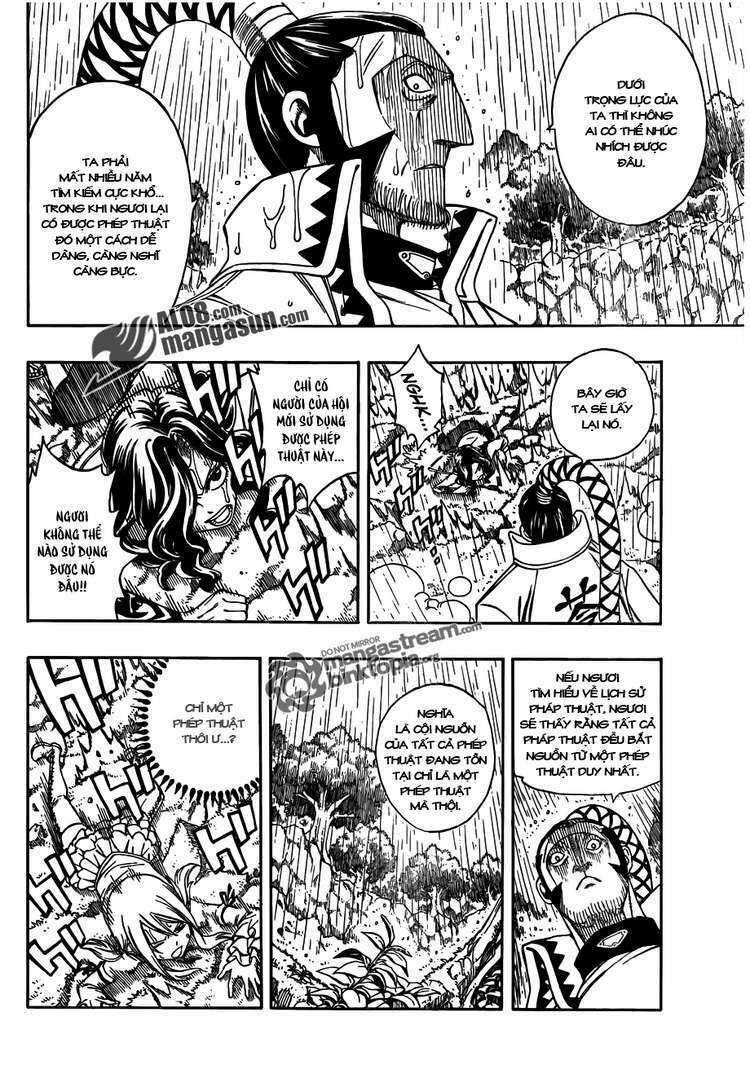 DƯỚI
TRỌNG LỰC CỦA
TA THÌ KHÔNG
AI CÓ THỂ NHÚC
NHÍCH ĐƯỢC
ĐÂU.
TA PHẢI
MẤT NHIỀU NĂM
TÌM KIẾM CỰC KHỔ...
TRONG KHI NGƯƠI LẠI
CÓ ĐƯỢC PHÉP THUẬT
ĐÓ MỘT CÁCH DỄ
DÀNG, CÀNG NGHĨ
CÀNG BỰC.
ALO8.com
mangasun.com
BÂY GIỜ
TA SẼ LẤY
LẠI NÓ.
NGHK...
CHỈ CÓ
NGƯỜI CỦA HỘI
MỚI SỬ DỤNG
ĐƯỢC PHÉP
THUẬT NÀY...
NGƯƠI
KHÔNG THỂ
NÀO SỬ DỤNG
ĐƯỢC NÓ
ĐÂU!!
DO NOT MIRROR
mangastream.com
binktopia.org
NẾU NGƯƠI
TÌM HIỂU VỀ LỊCH SỬ
PHÁP THUẬT, NGƯƠI
SẼ THẤY RẰNG TẤT CẢ
PHÁP THUẬT ĐỀU BẮT
NGUỒN TỪ MỘT PHÉP
THUẬT DUY NHẤT.
NGHĨA
LÀ CỘI NGUỒN
CỦA TẤT CẢ PHÉP
THUẬT ĐANG TỒN
TẠI CHỈ LÀ MỘT
PHÉP THUẬT
MÀ THÔI.
CHỈ MỘT
PHÉP THUẬT
THÔI Ư...?